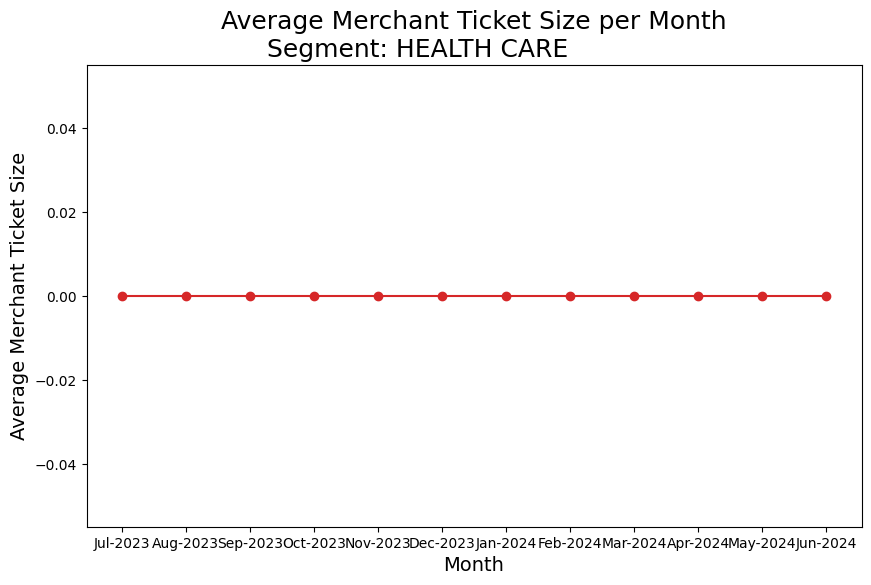 Average Merchant Ticket Size per Month
Segment: HEALTH CARE
Average Merchant Ticket Size
0.04
0.02
0.00
−0.02
−0.04
Jul-2023 Aug-2023 Sep-2023 Oct-2023 Nov-2023 Dec-2023 Jan-2024 Feb-2024 Mar-2024 Apr-2024 May-2024 Jun-2024
Month